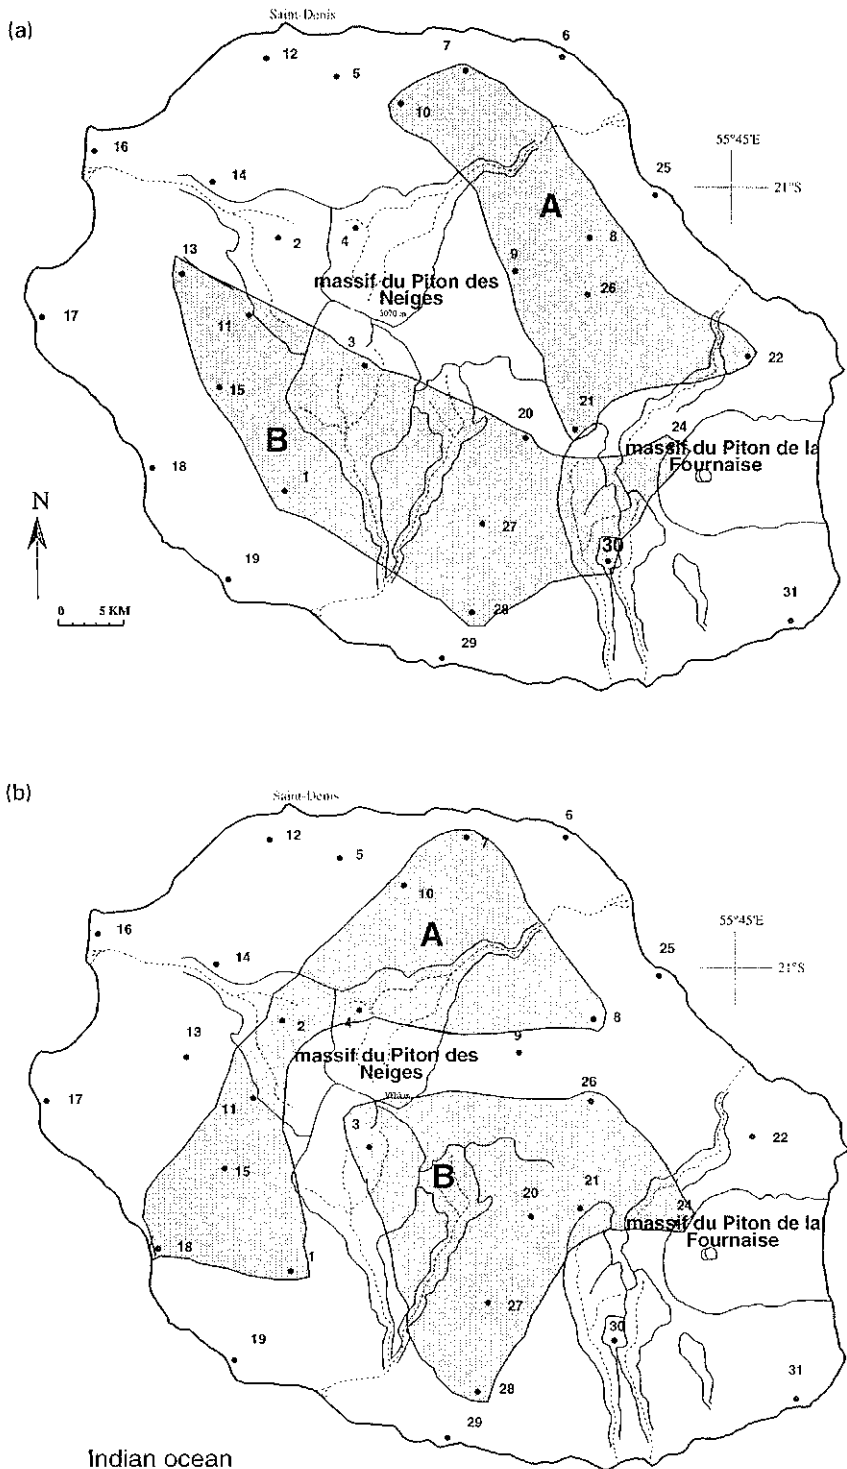 (a)
Saint-Denis
12
5
7
6
10
16
14
55°45'E
21°S
25
A
2
4
8
13
9
massif du Piton des
Neiges
26
17
11
3
22
15
21
20
24
B
massif du Piton de la
Fournaise
18
1
27
N
30
19
0 5 KM
28
31
29
(b)
Saint-Denis
12
5
7
6
10
16
A
55°45'E
14
21°S
25
2
4
8
13
9
massif du Piton des
Neiges
17
11
26
3
22
15
B
20
21
24
massif du Piton de la
Fournaise
18
1
27
30
19
28
31
29
Indian ocean